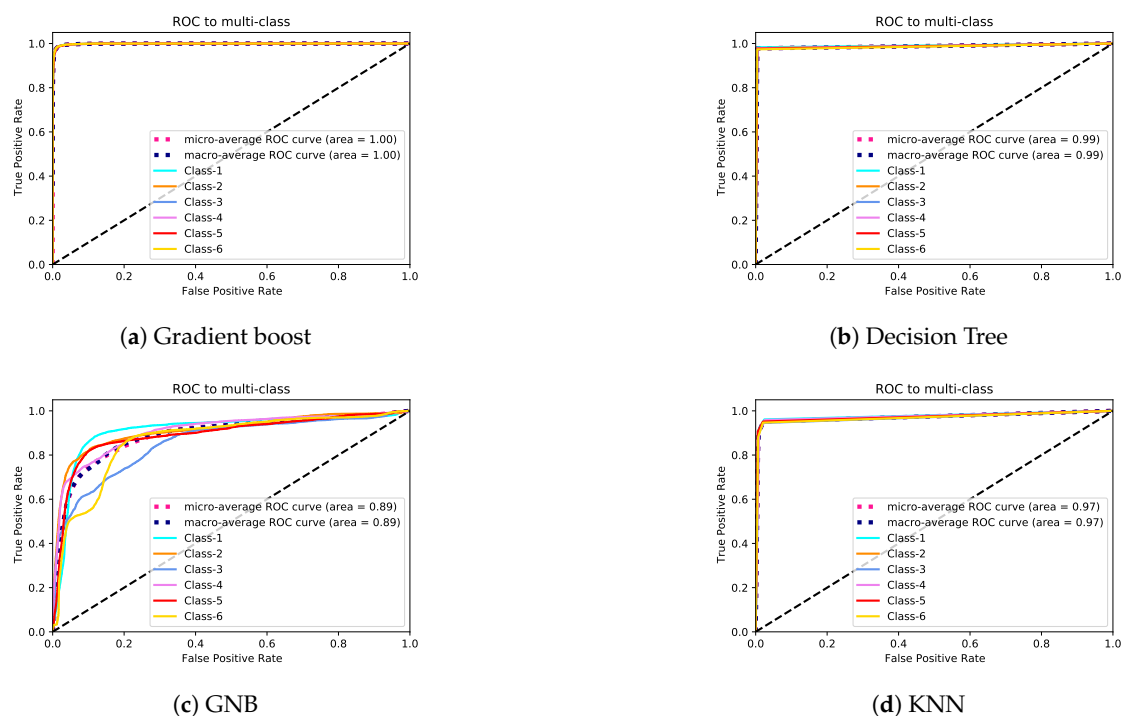 ROC to multi-class
1.0
0.8
0.6
0.4
0.2
0.0
True Positive Rate
micro-average ROC curve (area = 1.00)
macro-average ROC curve (area = 1.00)
Class-1
Class-2
Class-3
Class-4
Class-5
Class-6
0.0 0.2 0.4 0.6 0.8 1.0
False Positive Rate
(a) Gradient boost
ROC to multi-class
1.0
0.8
0.6
0.4
0.2
0.0
True Positive Rate
micro-average ROC curve (area = 0.99)
macro-average ROC curve (area = 0.99)
Class-1
Class-2
Class-3
Class-4
Class-5
Class-6
0.0 0.2 0.4 0.6 0.8 1.0
False Positive Rate
(b) Decision Tree
ROC to multi-class
1.0
0.8
0.6
0.4
0.2
0.0
True Positive Rate
micro-average ROC curve (area = 0.89)
macro-average ROC curve (area = 0.89)
Class-1
Class-2
Class-3
Class-4
Class-5
Class-6
0.0 0.2 0.4 0.6 0.8 1.0
False Positive Rate
(c) GNB
ROC to multi-class
1.0
0.8
0.6
0.4
0.2
0.0
True Positive Rate
micro-average ROC curve (area = 0.97)
macro-average ROC curve (area = 0.97)
Class-1
Class-2
Class-3
Class-4
Class-5
Class-6
0.0 0.2 0.4 0.6 0.8 1.0
False Positive Rate
(d) KNN